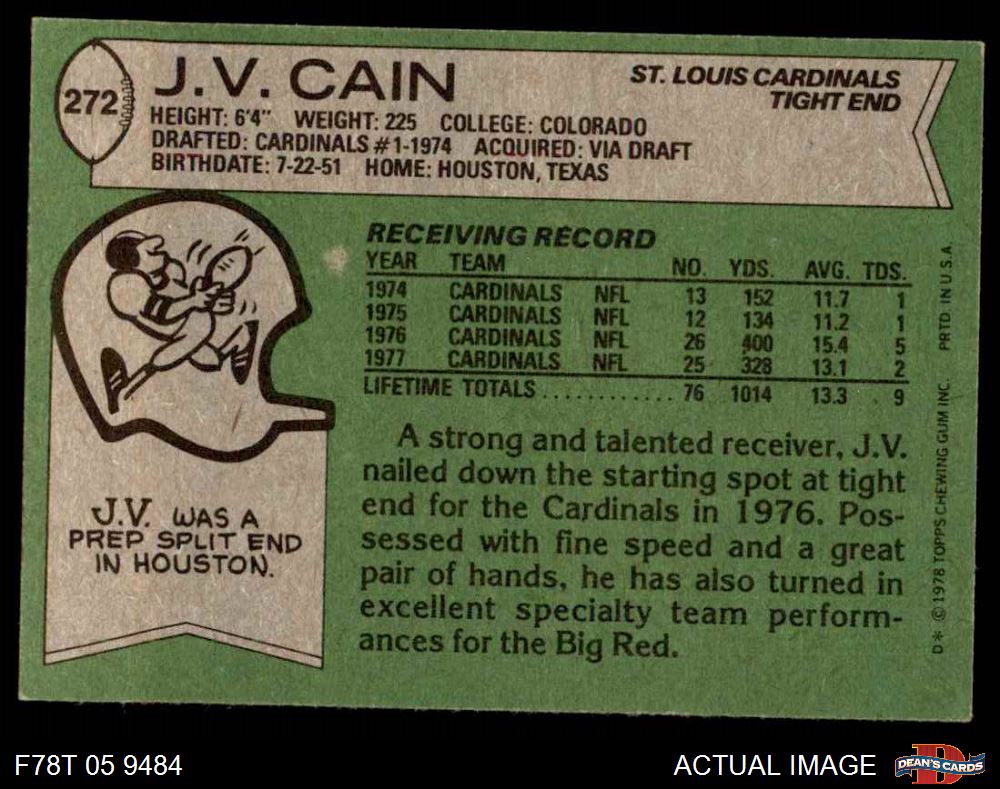 272
J.V. CAIN
ST. LOUIS CARDINALS
TIGHT END
HEIGHT: 6'4" WEIGHT: 225 COLLEGE: COLORADO
DRAFTED: CARDINALS #1-1974 ACQUIRED: VIA DRAFT
BIRTHDATE: 7-22-51 HOME: HOUSTON, TEXAS
RECEIVING RECORD
YEAR TEAM NO. YDS. AVG. TDS.
1974 CARDINALS NFL 13 152 11.7 1
1975 CARDINALS NFL 12 134 11.2 1
1976 CARDINALS NFL 26 400 15.4 5
1977 CARDINALS NFL 25 328 13.1 2
LIFETIME TOTALS ............ 76 1014 13.3 9
A strong and talented receiver, J.V.
nailed down the starting spot at tight
end for the Cardinals in 1976. Pos-
sessed with fine speed and a great
pair of hands, he has also turned in
excellent specialty team perform-
ances for the Big Red.
J.V. WAS A
PREP SPLIT END
IN HOUSTON.
D* © 1978 TOPPS CHEWING GUM INC. PRTD. IN U.S.A.
F78T 05 9484
ACTUAL IMAGE
D
DEAN'S CARDS